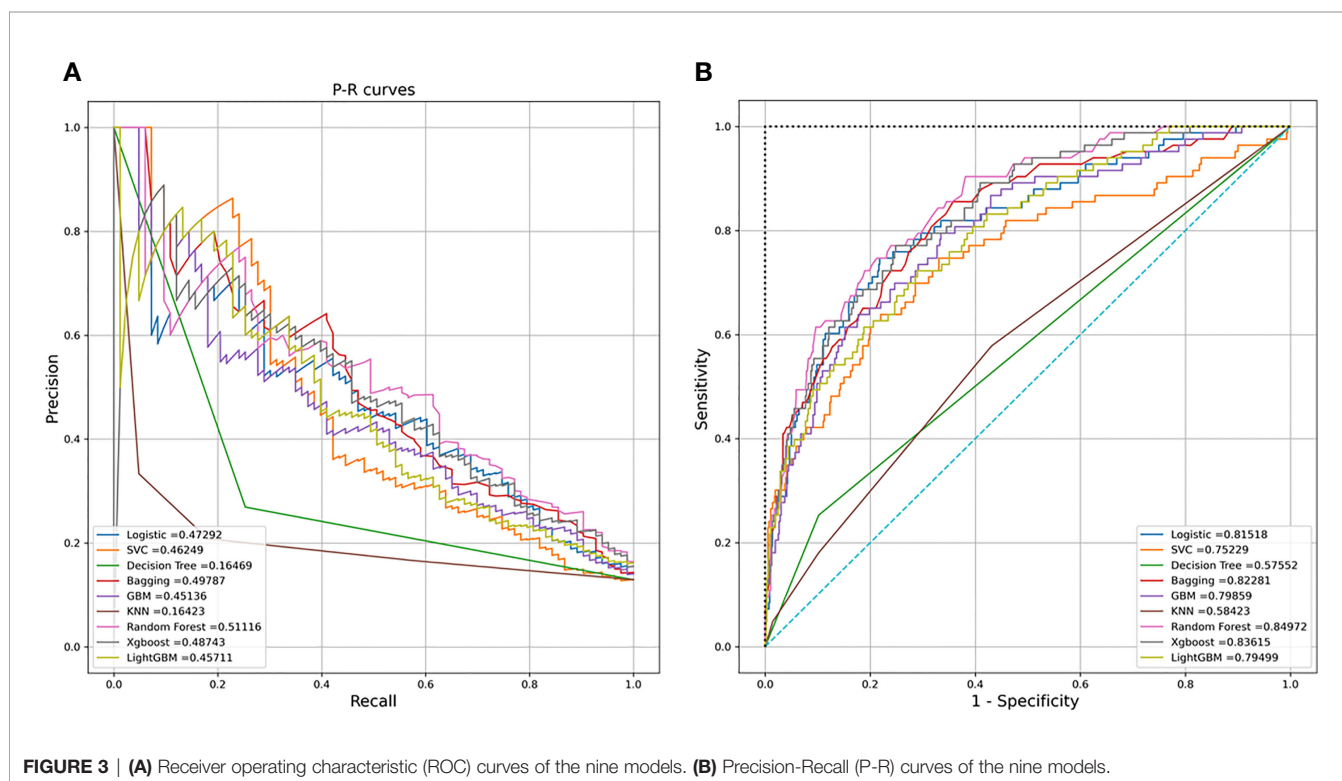 A
P-R curves
Precision
1.0
0.8
0.6
0.4
0.2
0.0
Logistic =0.47292
SVC =0.46249
Decision Tree =0.16469
Bagging =0.49787
GBM =0.45136
KNN =0.16423
Random Forest =0.51116
Xgboost =0.48743
LightGBM =0.45711
0.0 0.2 0.4 0.6 0.8 1.0
Recall
B
Sensitivity
1.0
0.8
0.6
0.4
0.2
0.0
Logistic =0.81518
SVC =0.75229
Decision Tree =0.57552
Bagging =0.82281
GBM =0.79859
KNN =0.58423
Random Forest =0.84972
Xgboost =0.83615
LightGBM =0.79499
0.0 0.2 0.4 0.6 0.8 1.0
1 - Specificity
FIGURE 3 | (A) Receiver operating characteristic (ROC) curves of the nine models. (B) Precision-Recall (P-R) curves of the nine models.